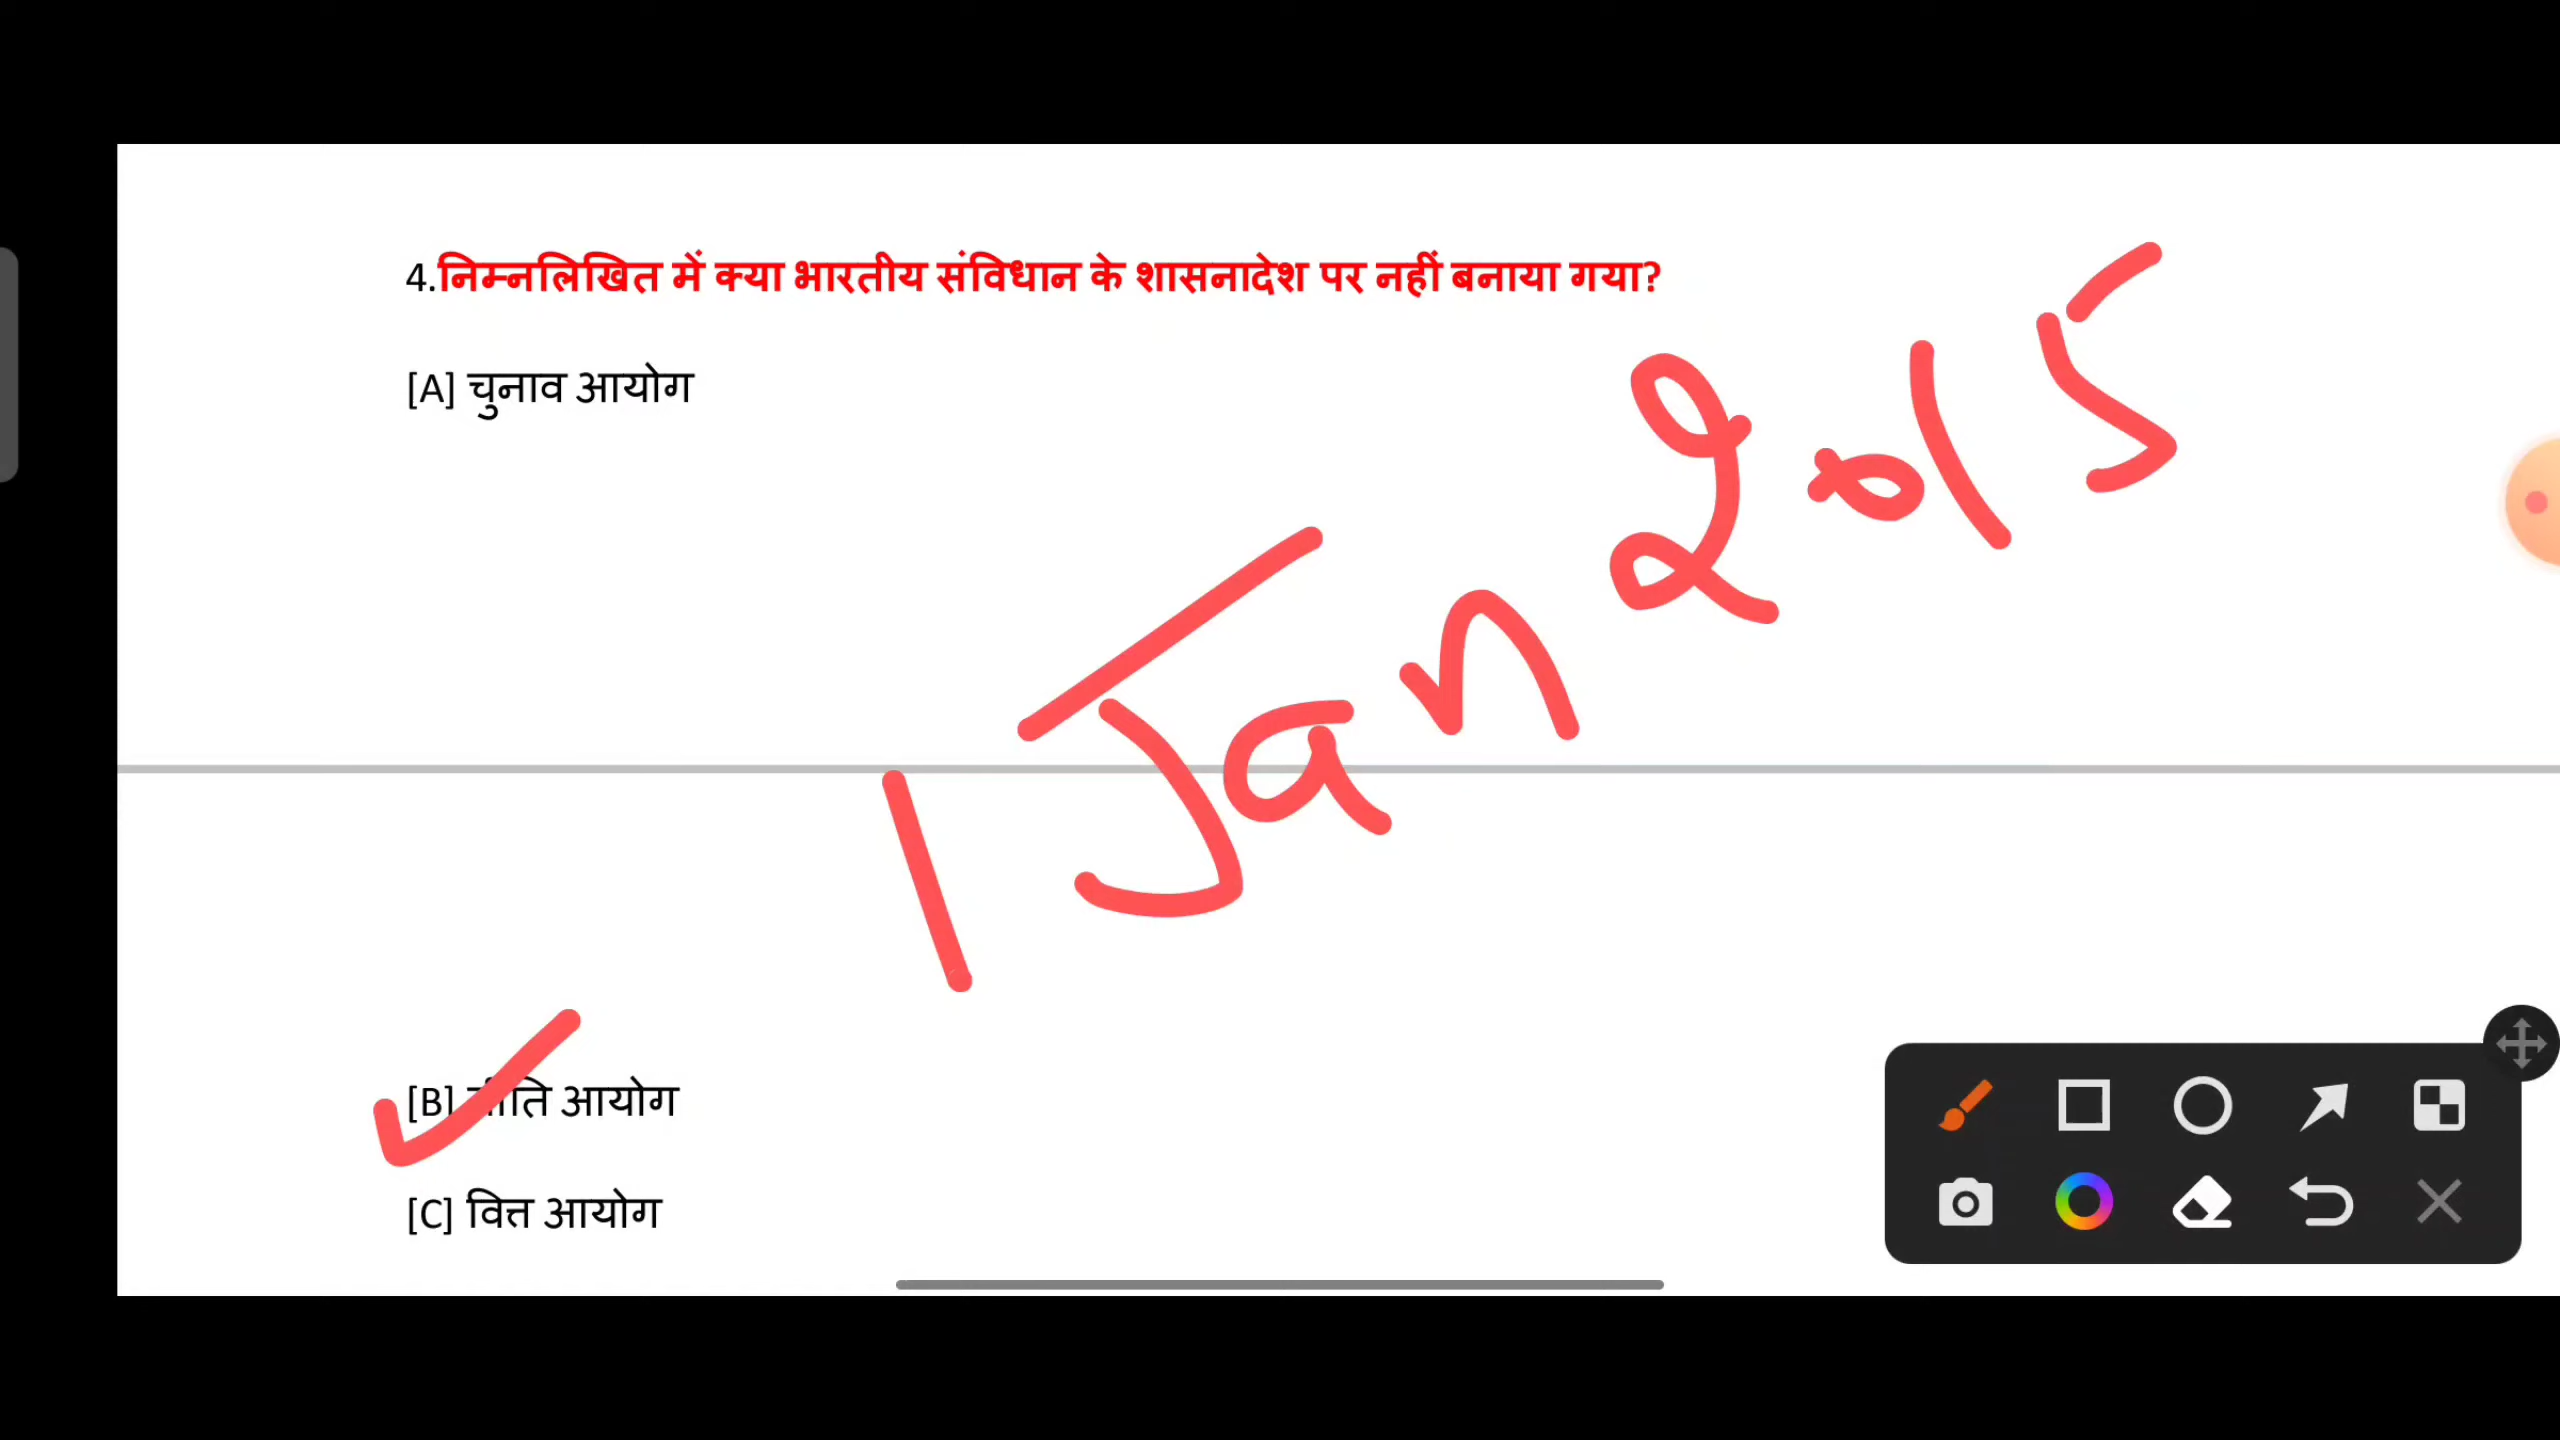 4.निम्नलिखित में क्या भारतीय संविधान के शासनादेश पर नहीं बनाया गया?
[A] चुनाव आयोग
1 Jan 2015
[B] नीति आयोग
[C] वित्त आयोग